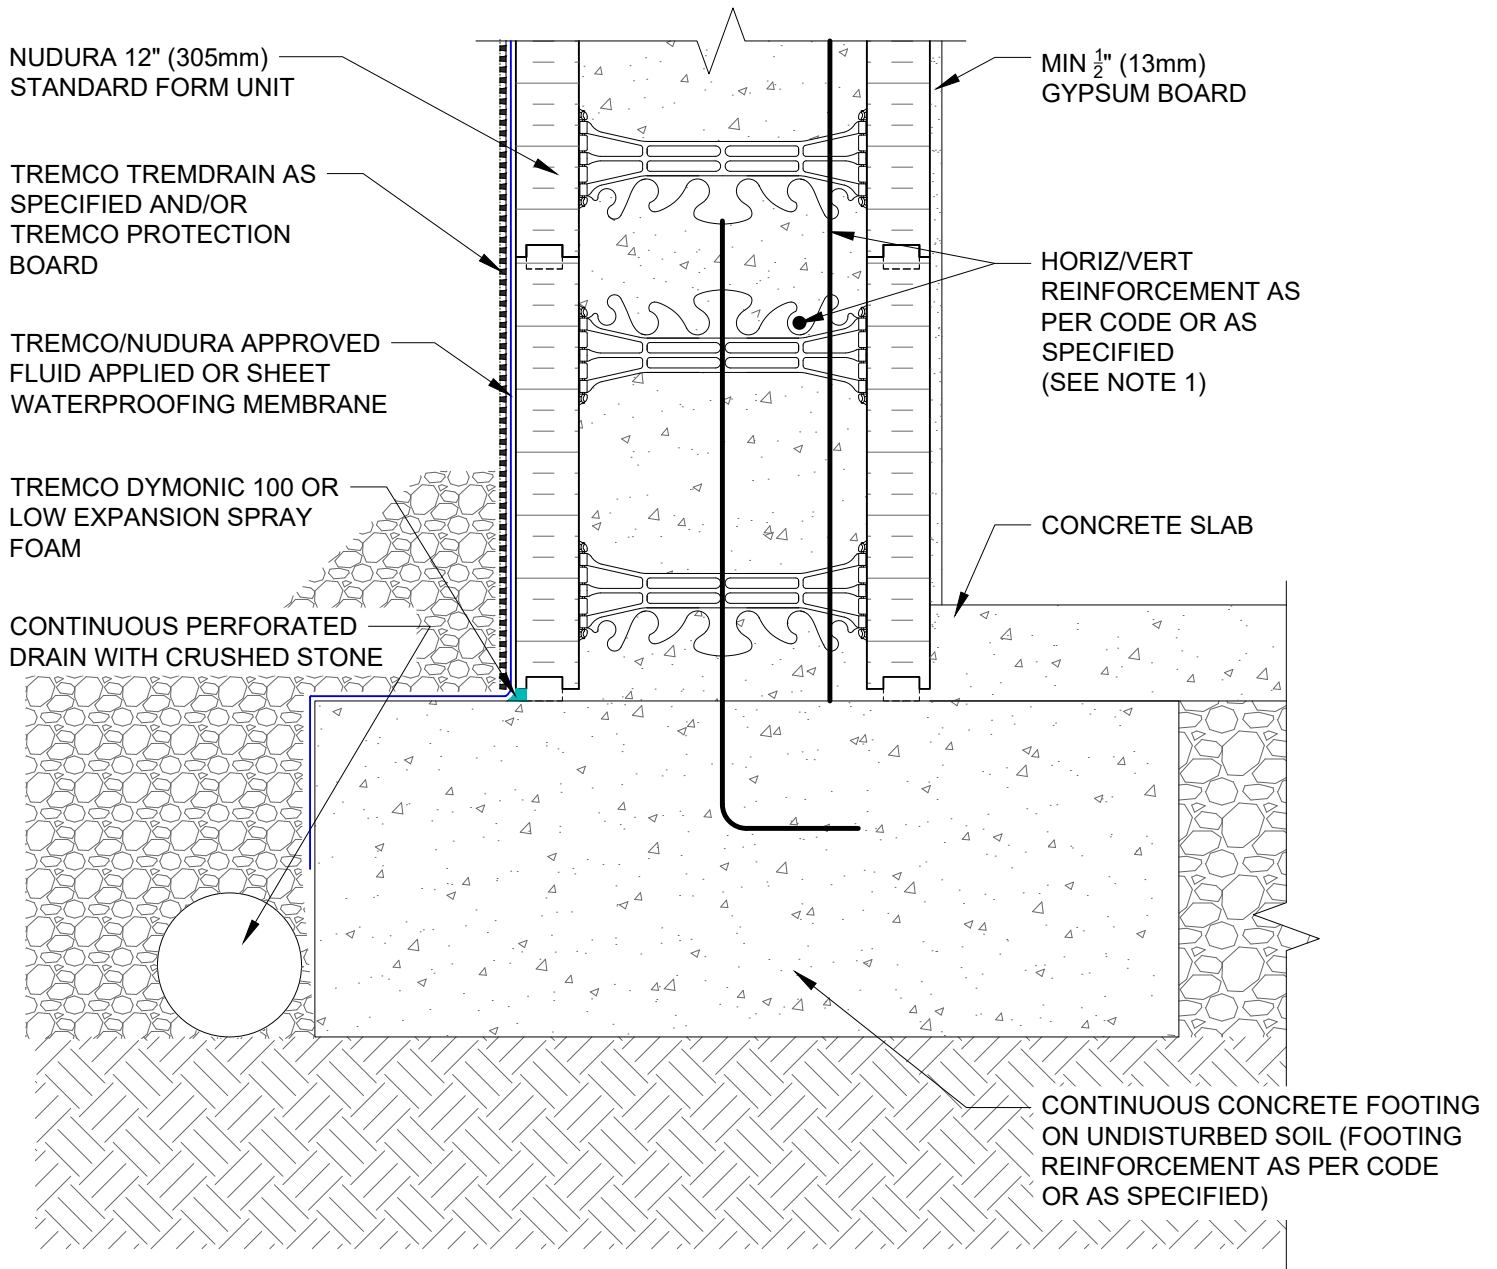 NUDURA 12" (305mm)
STANDARD FORM UNIT
TREMCO TREMDRAIN AS
SPECIFIED AND/OR
TREMCO PROTECTION
BOARD
TREMCO/NUDURA APPROVED
FLUID APPLIED OR SHEET
WATERPROOFING MEMBRANE
TREMCO DYMONIC 100 OR
LOW EXPANSION SPRAY
FOAM
CONTINUOUS PERFORATED
DRAIN WITH CRUSHED STONE
MIN 1/2" (13mm)
GYPSUM BOARD
HORIZ/VERT
REINFORCEMENT AS
PER CODE OR AS
SPECIFIED
(SEE NOTE 1)
CONCRETE SLAB
CONTINUOUS CONCRETE FOOTING
ON UNDISTURBED SOIL (FOOTING
REINFORCEMENT AS PER CODE
OR AS SPECIFIED)